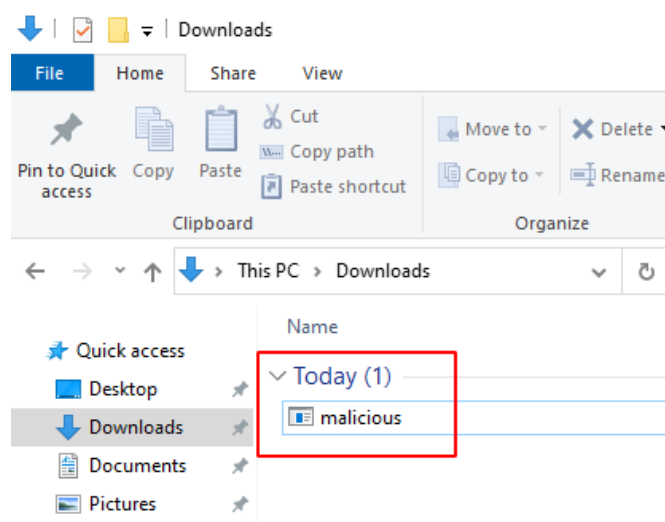 Downloads
File Home Share View
Pin to Quick access
Copy
Paste
Cut
Copy path
Paste shortcut
Clipboard
Move to
Copy to
Delete
Rename
Organize
This PC > Downloads
Quick access
Desktop
Downloads
Documents
Pictures
Name
Today (1)
malicious